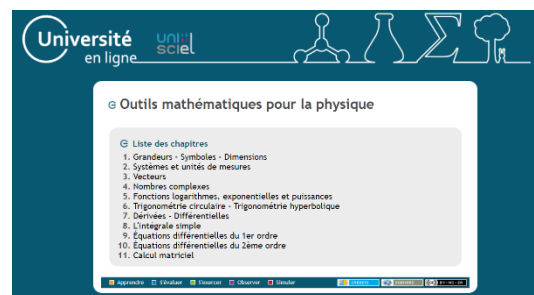 Université
en ligne
uni
sciel
Outils mathématiques pour la physique
Liste des chapitres
1. Grandeurs - Symboles - Dimensions
2. Systèmes et unités de mesures
3. Vecteurs
4. Nombres complexes
5. Fonctions logarithmes, exponentielles et puissances
6. Trigonométrie circulaire - Trigonométrie hyperbolique
7. Dérivées - Différentielles
8. L'intégrale simple
9. Équations différentielles du 1er ordre
10. Équations différentielles du 2ème ordre
11. Calcul matriciel
Apprendre S'évaluer S'exercer Observer Simuler